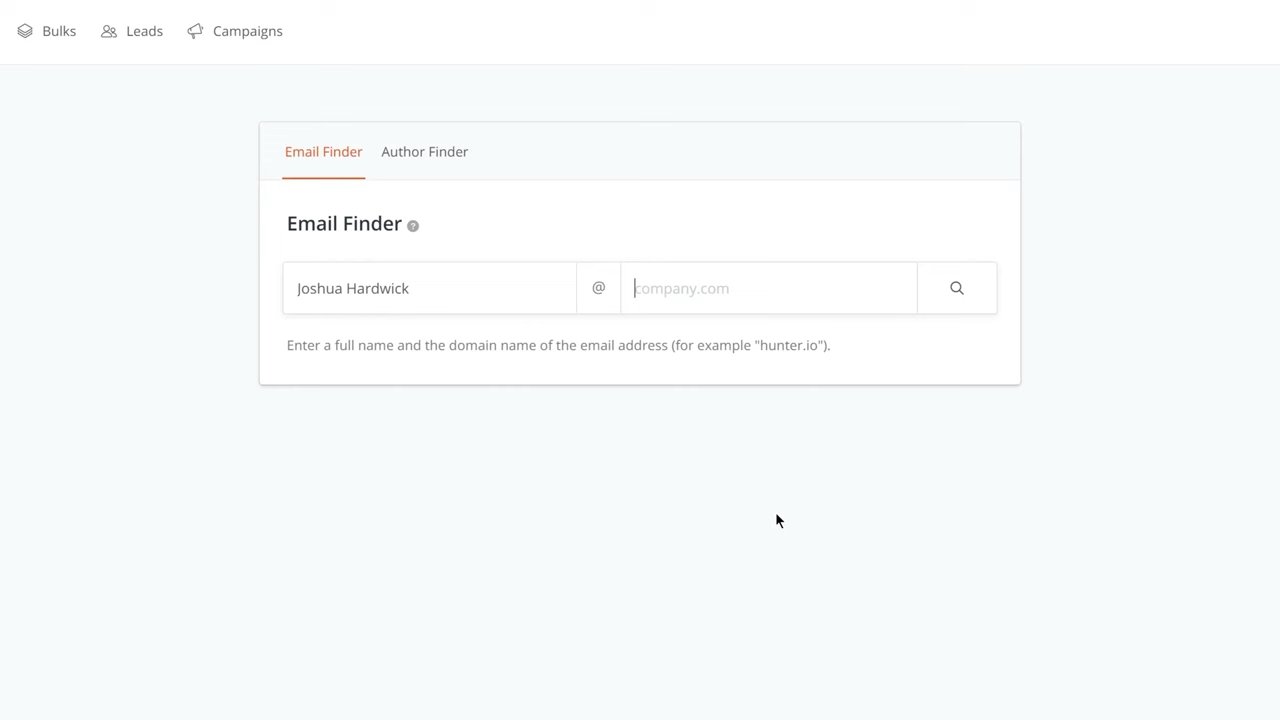 Bulks Leads Campaigns
Email Finder Author Finder
Email Finder ?
Joshua Hardwick @ company.com
Enter a full name and the domain name of the email address (for example "hunter.io").